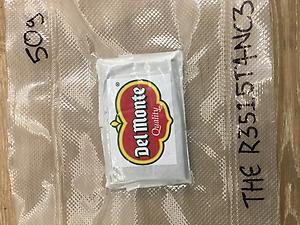 50g
Del Monte
®
Quality
THE R3515T4NC3